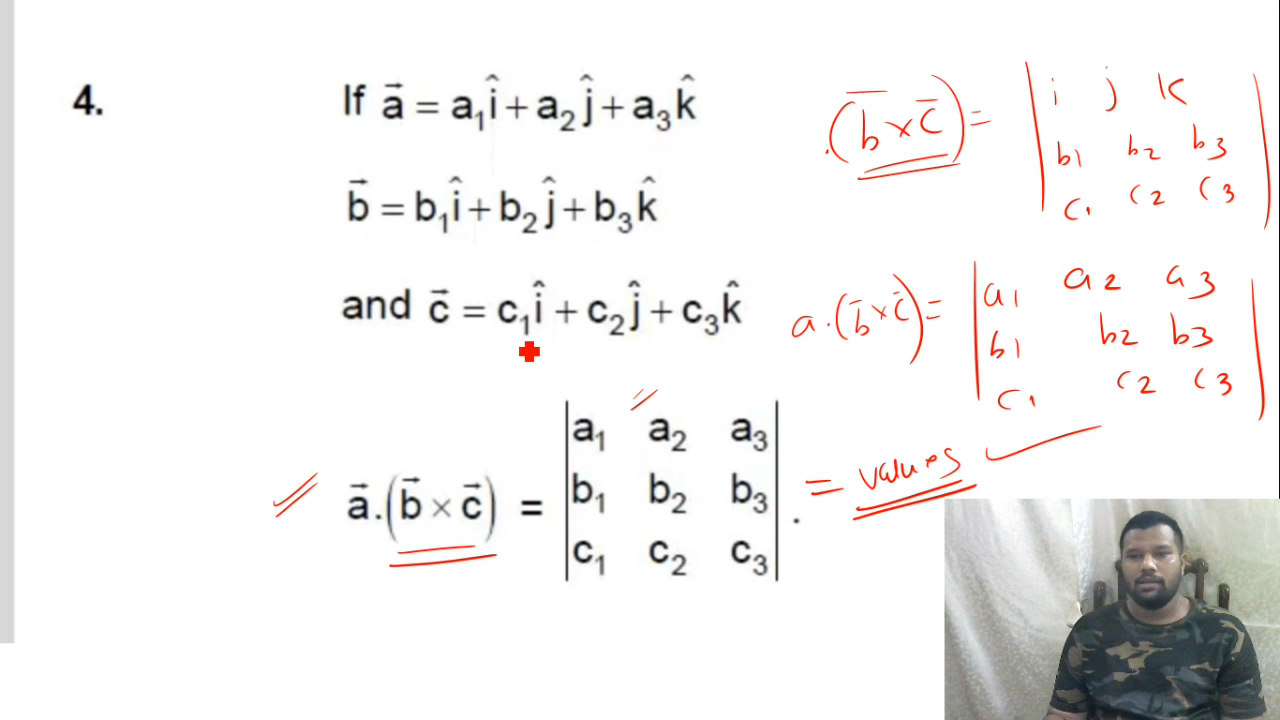 4. If a⃗ = a₁î + a₂ĵ + a₃k̂
b⃗ = b₁î + b₂ĵ + b₃k̂
and c⃗ = c₁î + c₂ĵ + c₃k̂
a⃗.(b⃗ × c⃗) = |a₁ a₂ a₃|
|b₁ b₂ b₃|
|c₁ c₂ c₃| . = values
.(b̅ × c̅) = |i j k|
|b1 b2 b3|
|c1 c2 c3|
a.(b̅ × c̅) = |a1 a2 a3|
|b1 b2 b3|
|c1 c2 c3|